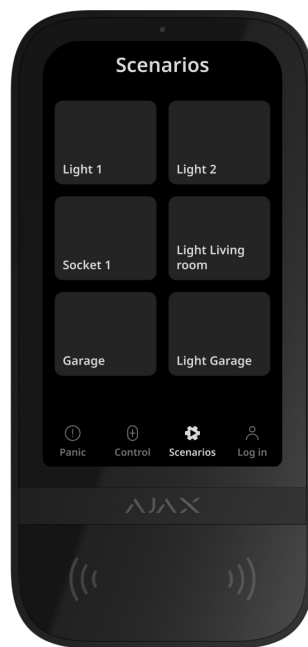 Scenarios
Light 1
Light 2
Socket 1
Light Living
room
Garage
Light Garage
Panic
Control
Scenarios
Log in
AJAX